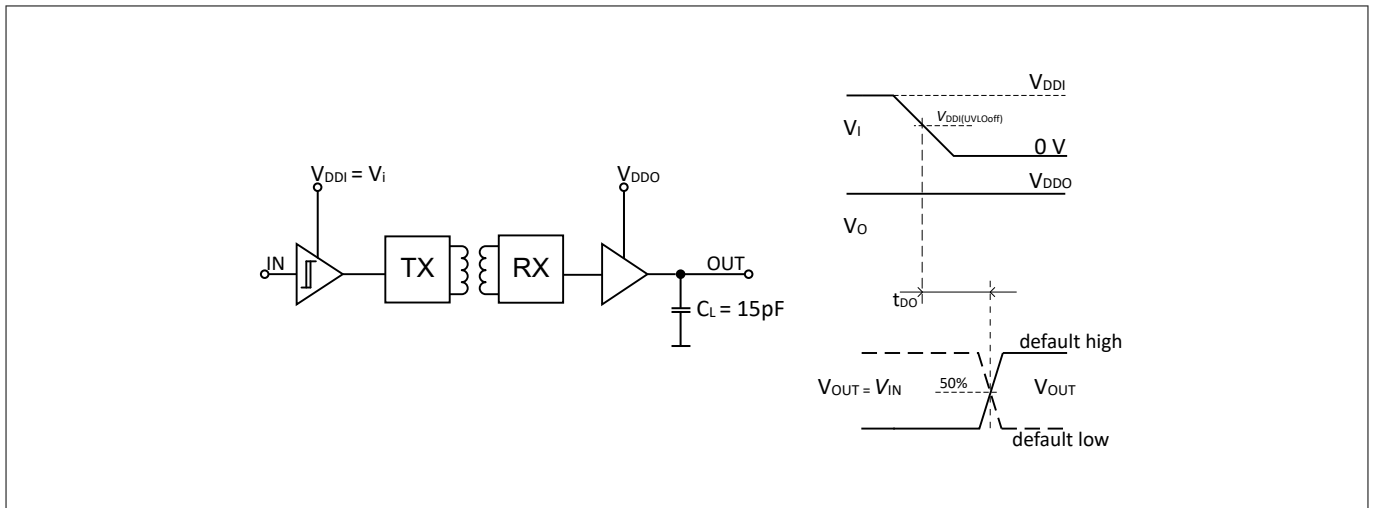 VDDI = Vi
VDDO
IN
TX
RX
OUT
CL = 15pF
VDDI
VDDI(UVLOoff)
VI
0 V
VDDO
VO
tDO
default high
VOUT = VIN
50%
VOUT
default low